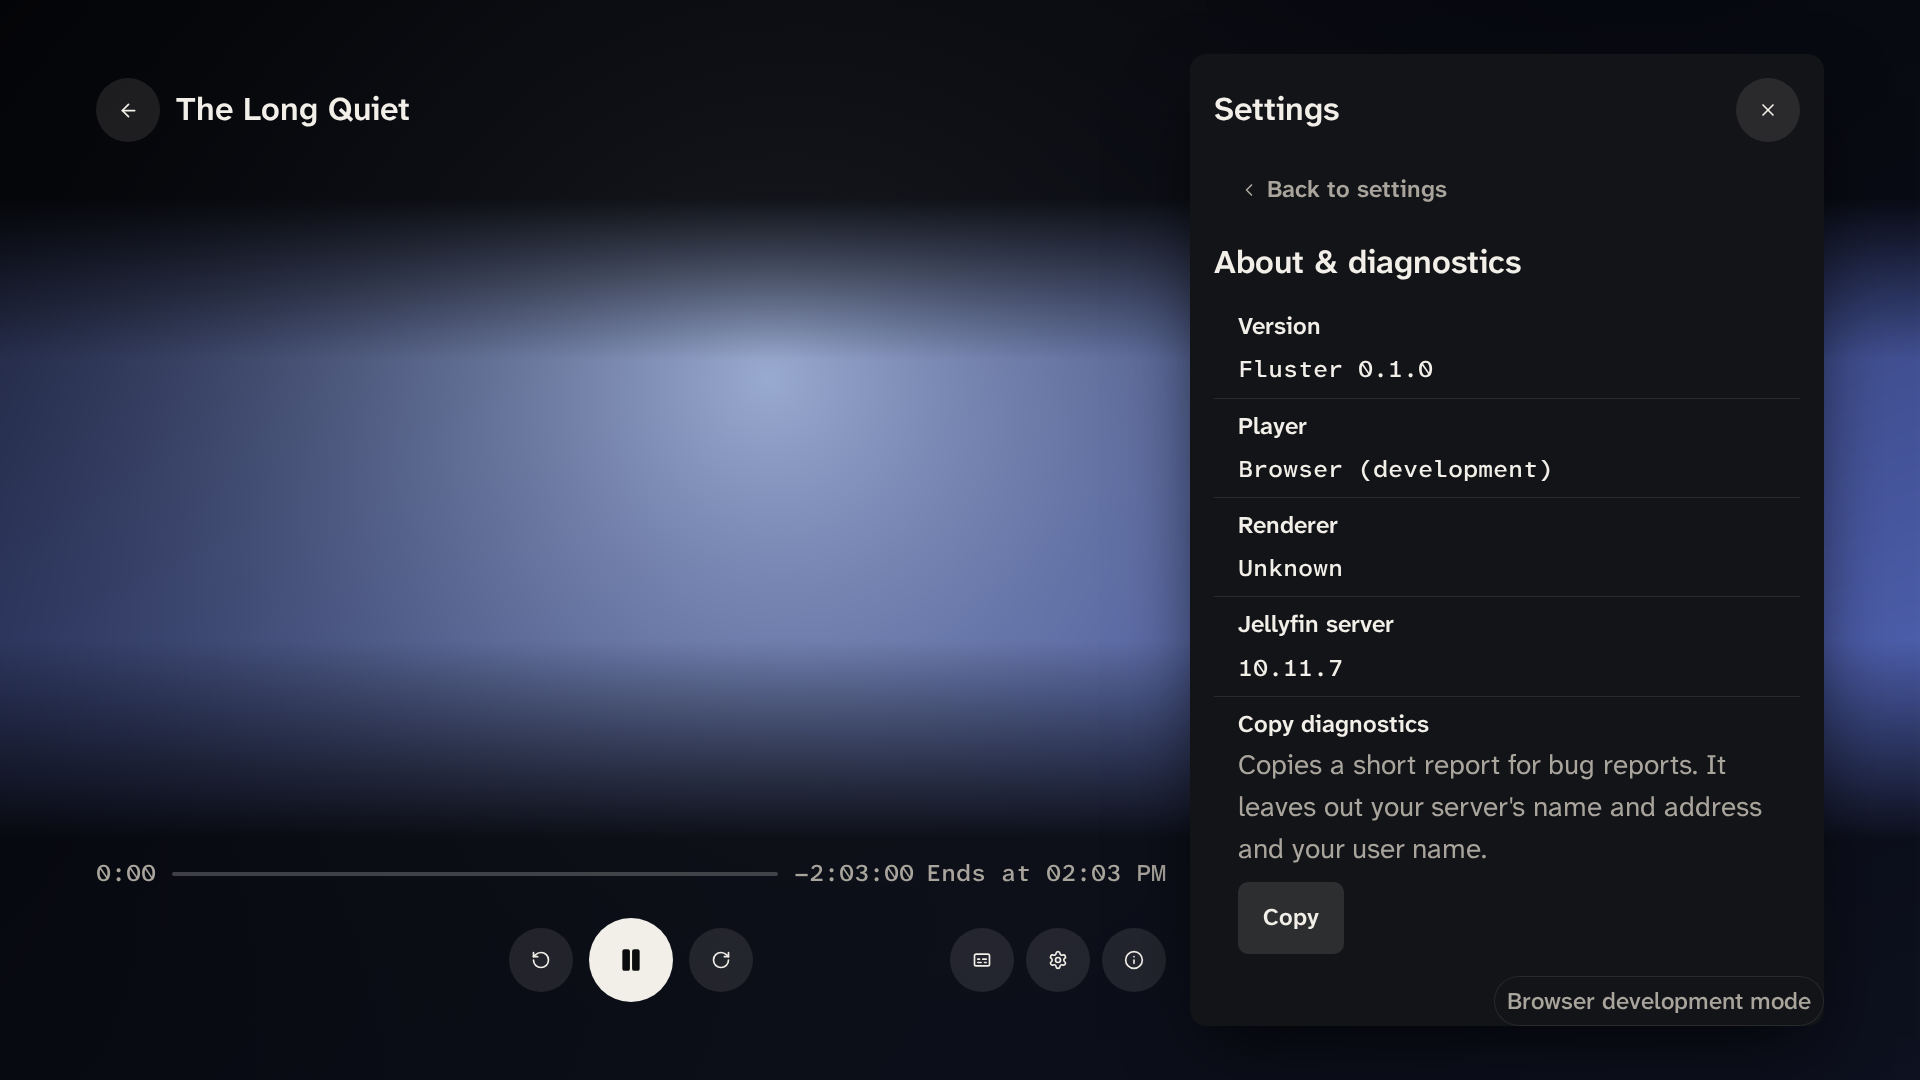 The Long Quiet
Settings
Back to settings
About & diagnostics
Version
Fluster 0.1.0
Player
Browser (development)
Renderer
Unknown
Jellyfin server
10.11.7
Copy diagnostics
Copies a short report for bug reports. It
leaves out your server's name and address
and your user name.
Copy
0:00
−2:03:00 Ends at 02:03 PM
Browser development mode